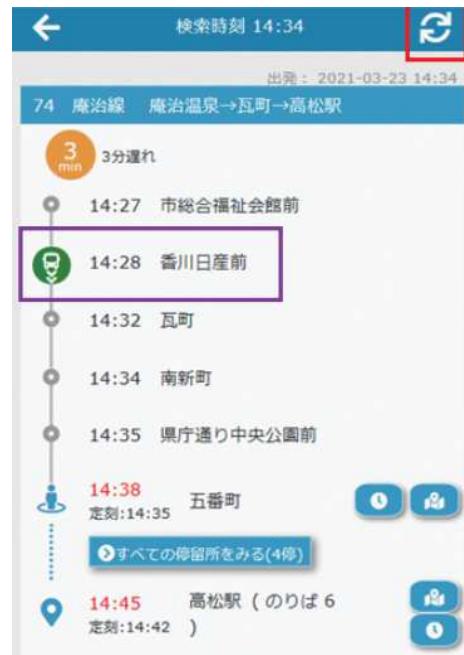 検索時刻 14:34
出発： 2021-03-23 14:34
74 庵治線 庵治温泉→瓦町→高松駅
3 min 3分遅れ
14:27 市総合福祉会館前
14:28 香川日産前
14:32 瓦町
14:34 南新町
14:35 県庁通り中央公園前
14:38 五番町
定刻:14:35
すべての停留所をみる(4停)
14:45 高松駅 ( のりば 6
定刻:14:42 )